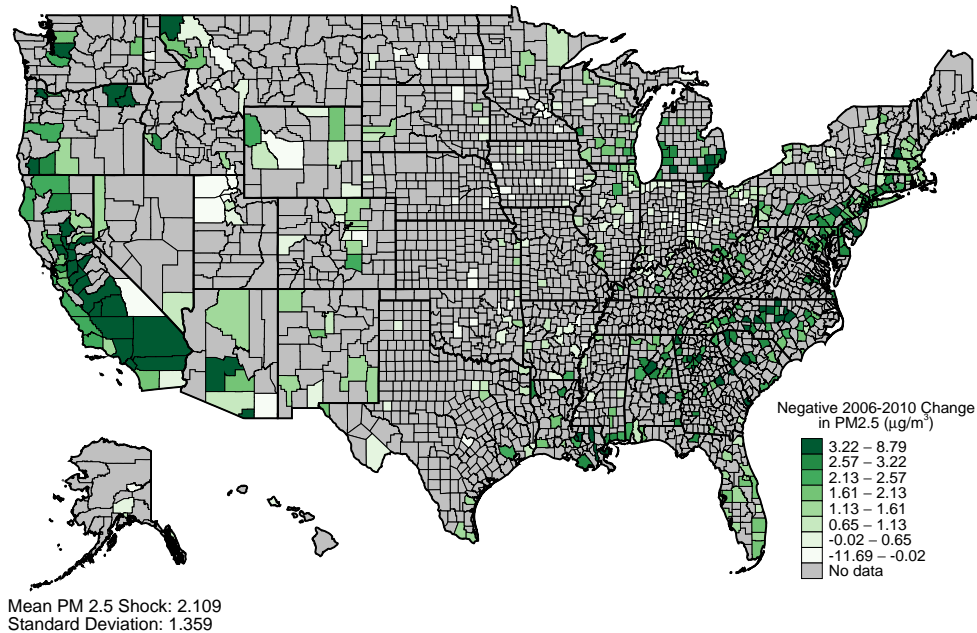 Negative 2006-2010 Change
in PM2.5 (μg/m³)
3.22 – 8.79
2.57 – 3.22
2.13 – 2.57
1.61 – 2.13
1.13 – 1.61
0.65 – 1.13
-0.02 – 0.65
-11.69 – -0.02
No data
Mean PM 2.5 Shock: 2.109
Standard Deviation: 1.359